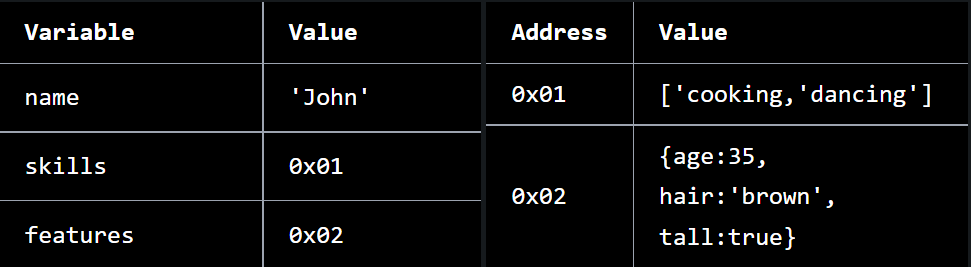 Variable Value Address Value
name 'John' 0x01 ['cooking,'dancing']
skills 0x01 0x02 {age:35,
hair:'brown',
tall:true}
features 0x02